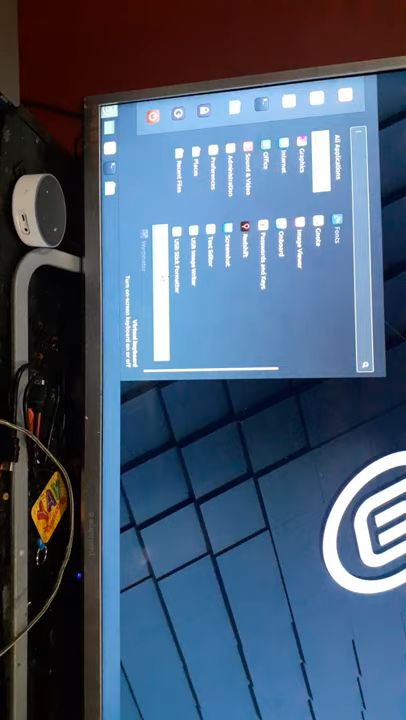 All Applications
Graphics
Internet
Office
Sound & Video
Administration
Preferences
Places
Recent Files
Fonts
Gnote
Image Viewer
Onboard
Passwords and Keys
Redshift
Screenshot
Text Editor
USB Image Writer
USB Stick Formatter
Virtual keyboard
Turn on-screen keyboard on or off